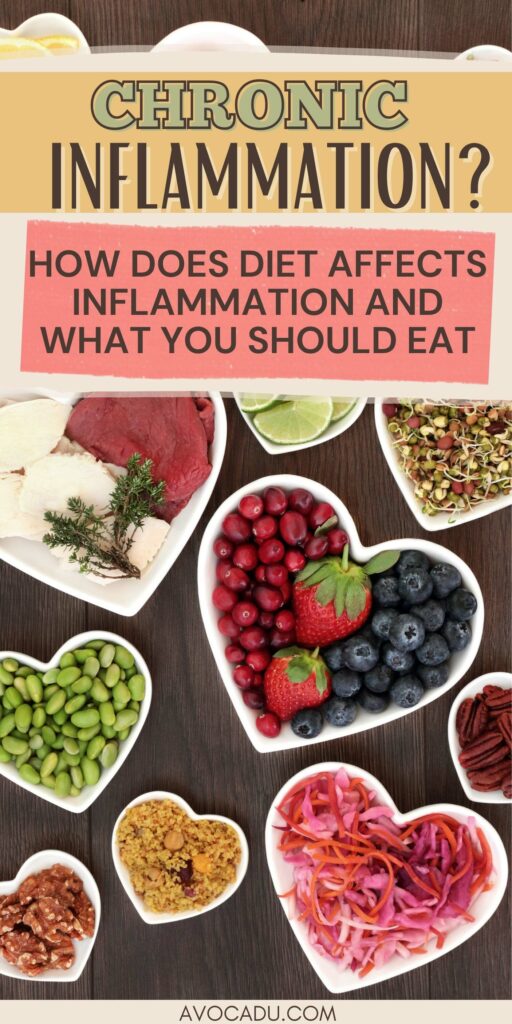 CHRONIC
INFLAMMATION?
HOW DOES DIET AFFECTS
INFLAMMATION AND
WHAT YOU SHOULD EAT
AVOCADU.COM